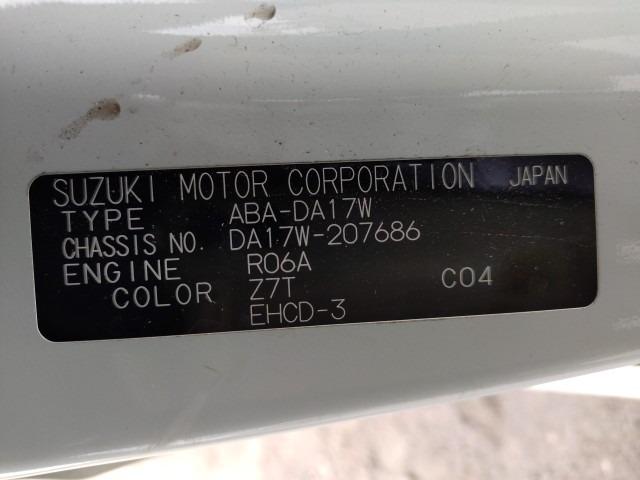 SUZUKI MOTOR CORPORATION JAPAN
TYPE ABA-DA17W
CHASSIS NO. DA17W-207686
ENGINE R06A
COLOR Z7T C04
EHCD-3